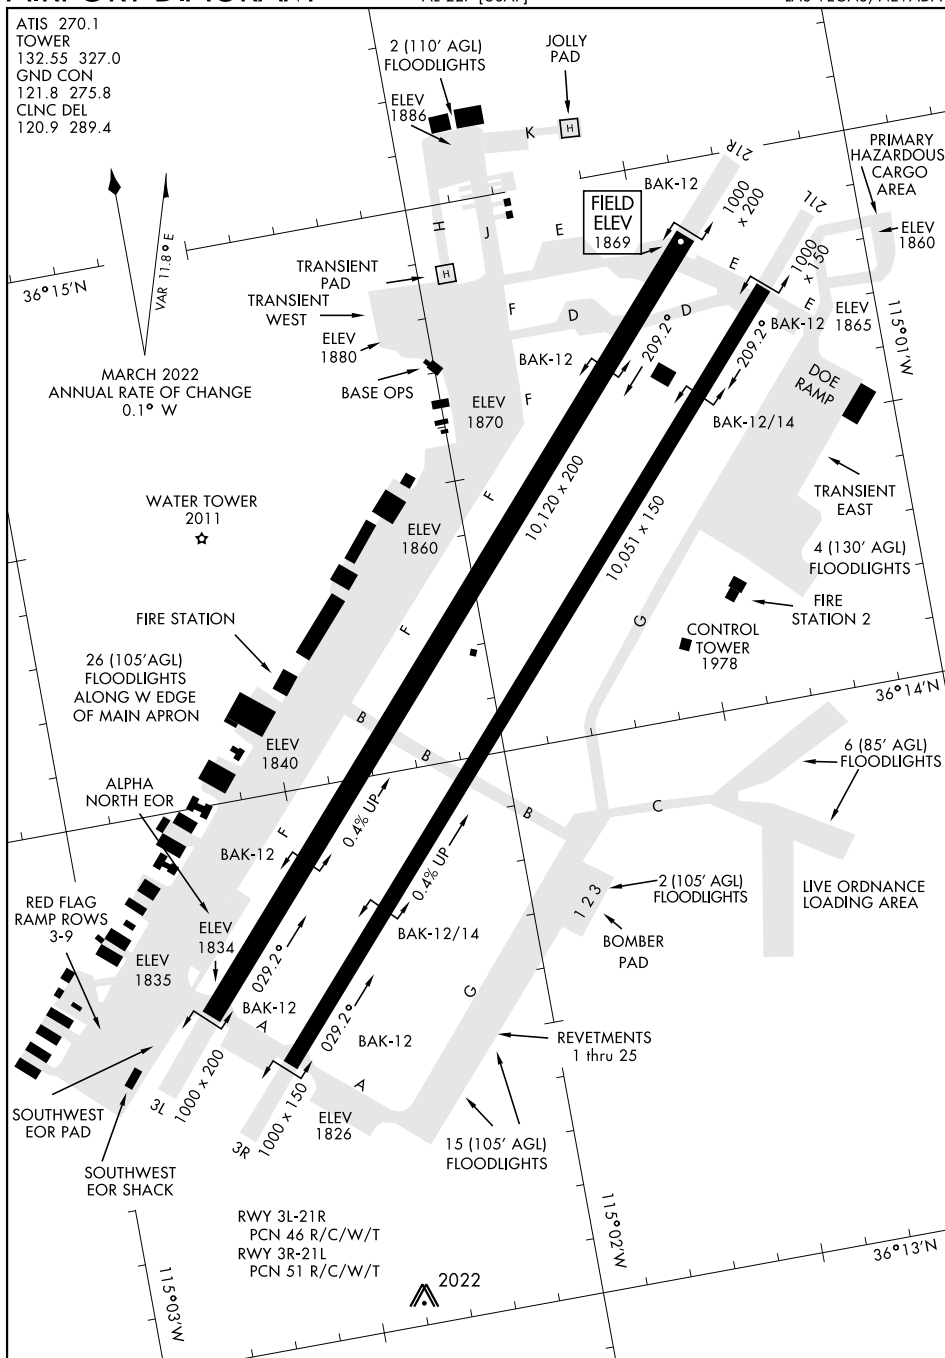 ATIS 270.1
TOWER
132.55 327.0
GND CON
121.8 275.8
CLNC DEL
120.9 289.4
2 (110' AGL)
FLOODLIGHTS
JOLLY
PAD
ELEV
1886
K
H
PRIMARY
HAZARDOUS
CARGO
AREA
21R
BAK-12
1000
x 200
FIELD
ELEV
1869
21L
ELEV
1860
VAR 11.8° E
36°15'N
H
J
E
TRANSIENT
PAD
H
TRANSIENT
WEST
E
1000
x 150
E
ELEV
1865
115°01'W
F
D
D
ELEV
1880
BAK-12
209.2°
209.2°
BAK-12
MARCH 2022
ANNUAL RATE OF CHANGE
0.1° W
BASE OPS
DOE
RAMP
ELEV
1870
F
BAK-12/14
WATER TOWER
2011
F
10,120 x 200
10,051 x 150
TRANSIENT
EAST
ELEV
1860
4 (130' AGL)
FLOODLIGHTS
FIRE
STATION 2
FIRE STATION
F
G
CONTROL
TOWER
1978
26 (105'AGL)
FLOODLIGHTS
ALONG W EDGE
OF MAIN APRON
36°14'N
B
B
B
ELEV
1840
6 (85' AGL)
FLOODLIGHTS
ALPHA
NORTH EOR
F
0.4% UP
C
BAK-12
0.4% UP
RED FLAG
RAMP ROWS
3-9
2 (105' AGL)
FLOODLIGHTS
LIVE ORDNANCE
LOADING AREA
1 2 3
ELEV
1834
BAK-12/14
BOMBER
PAD
ELEV
1835
029.2°
G
BAK-12
A
029.2°
BAK-12
REVETMENTS
1 thru 25
1000 x 200
3L
A
1000 x 150
3R
ELEV
1826
SOUTHWEST
EOR PAD
15 (105' AGL)
FLOODLIGHTS
SOUTHWEST
EOR SHACK
RWY 3L-21R
PCN 46 R/C/W/T
RWY 3R-21L
PCN 51 R/C/W/T
115°02'W
36°13'N
115°03'W
2022